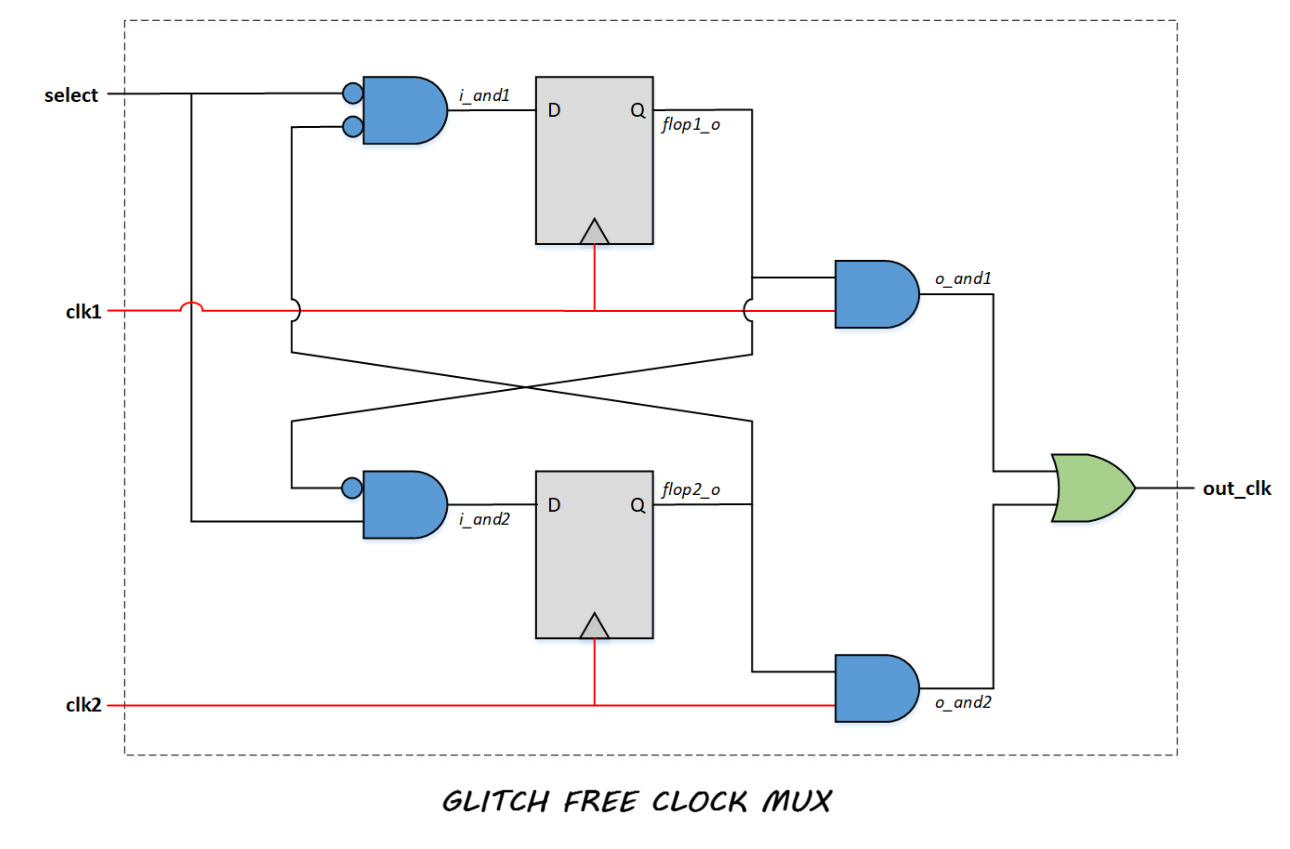 select
i_and1
D
Q
flop1_o
clk1
o_and1
D
Q
flop2_o
i_and2
out_clk
clk2
o_and2
GLITCH FREE CLOCK MUX